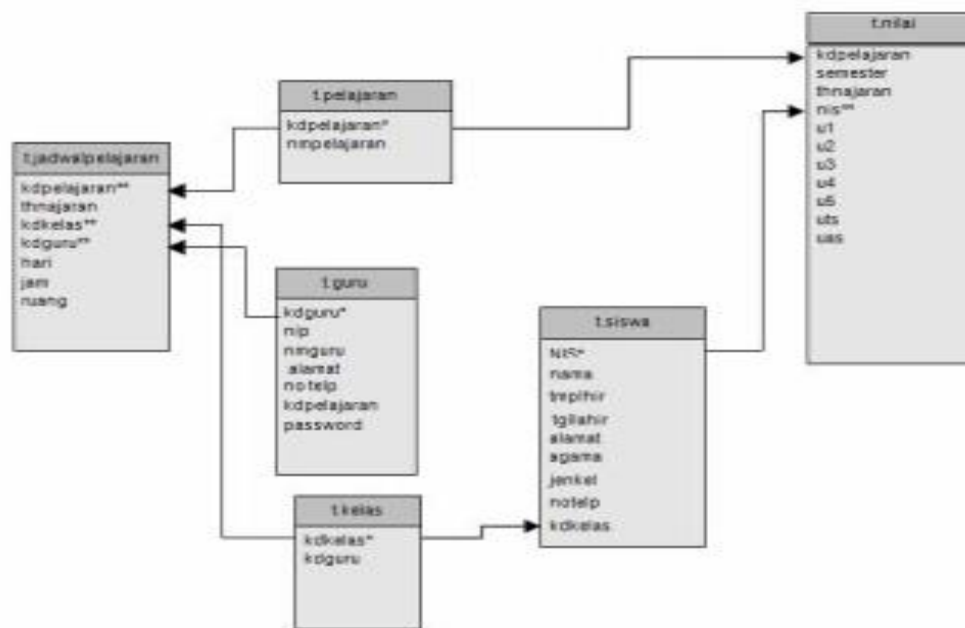 t.nilai
kdpelajaran
semester
thnajaran
nis**
u1
u2
u3
u4
u5
uts
uas
t.pelajaran
kdpelajaran*
nmpelajaran
t.jadwalpelajaran
kdpelajaran**
thnajaran
kdkelas**
kdguru**
hari
jam
ruang
t.guru
kdguru*
nip
nmguru
alamat
no telp
kdpelajaran
password
t.siswa
NIS*
nama
tmplhir
tgllahir
alamat
agama
jenkel
notelp
kdkelas
t.kelas
kdkelas*
kdguru